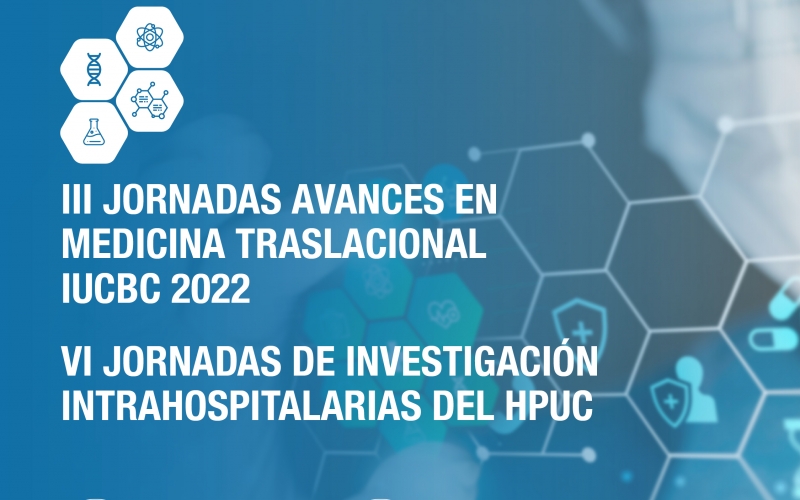 III JORNADAS AVANCES EN
MEDICINA TRASLACIONAL
IUCBC 2022
VI JORNADAS DE INVESTIGACIÓN
INTRAHOSPITALARIAS DEL HPUC